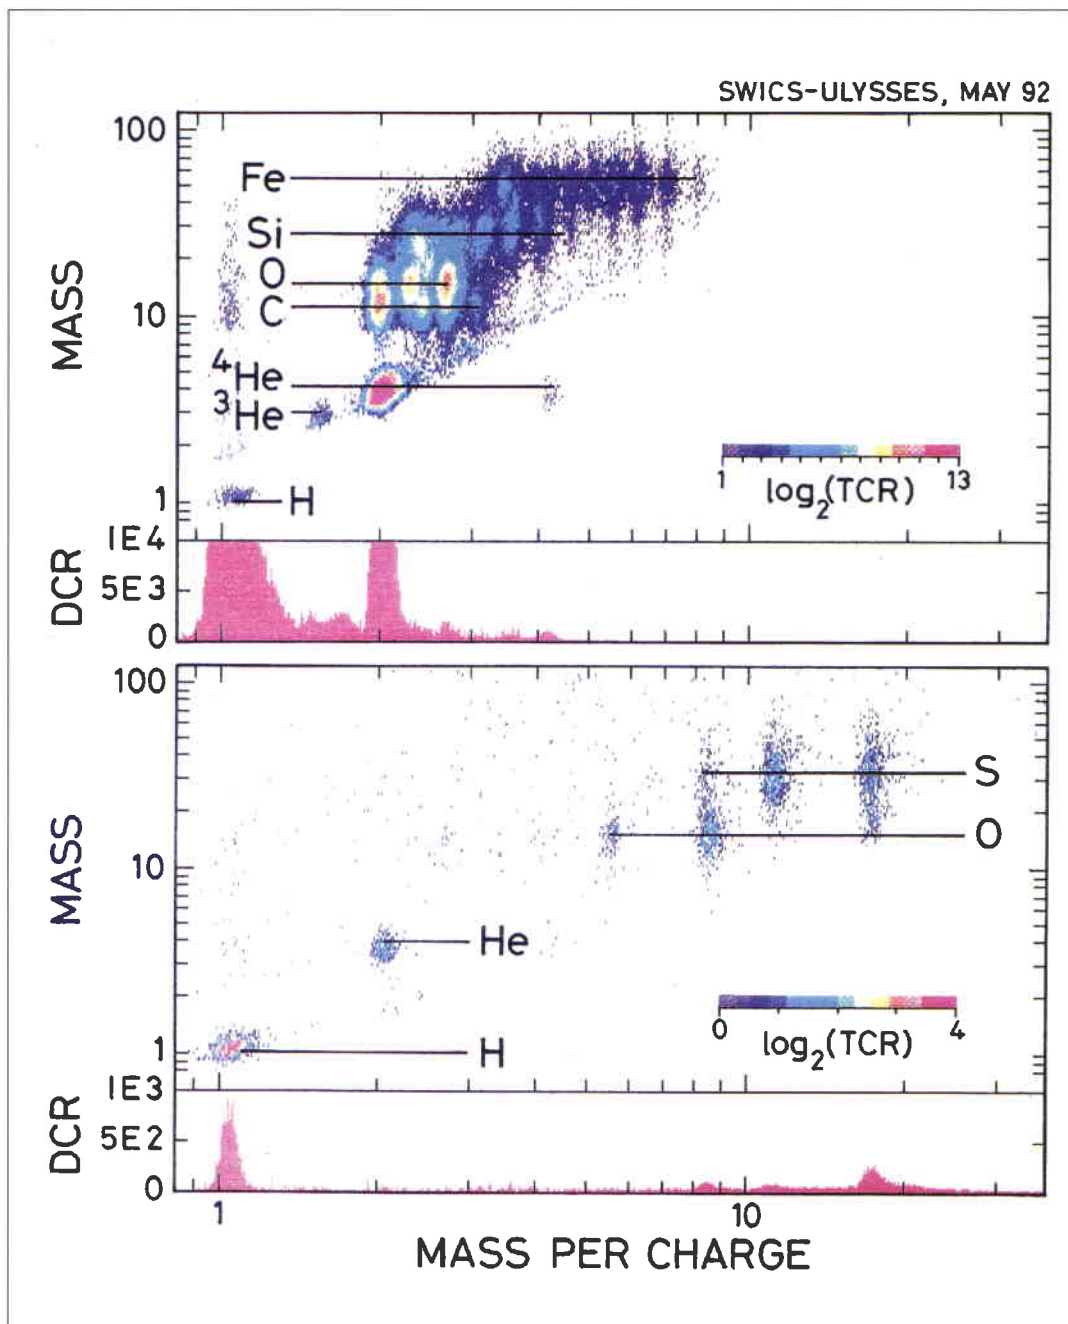 SWICS-ULYSSES, MAY 92
100
Fe
Si
O
10
C
MASS
⁴He
³He
1
H
1 13
log₂(TCR)
1E4
DCR
5E3
0
100
S
MASS
O
10
He
0 4
log₂(TCR)
1
H
1E3
DCR
5E2
0
1 10
MASS PER CHARGE